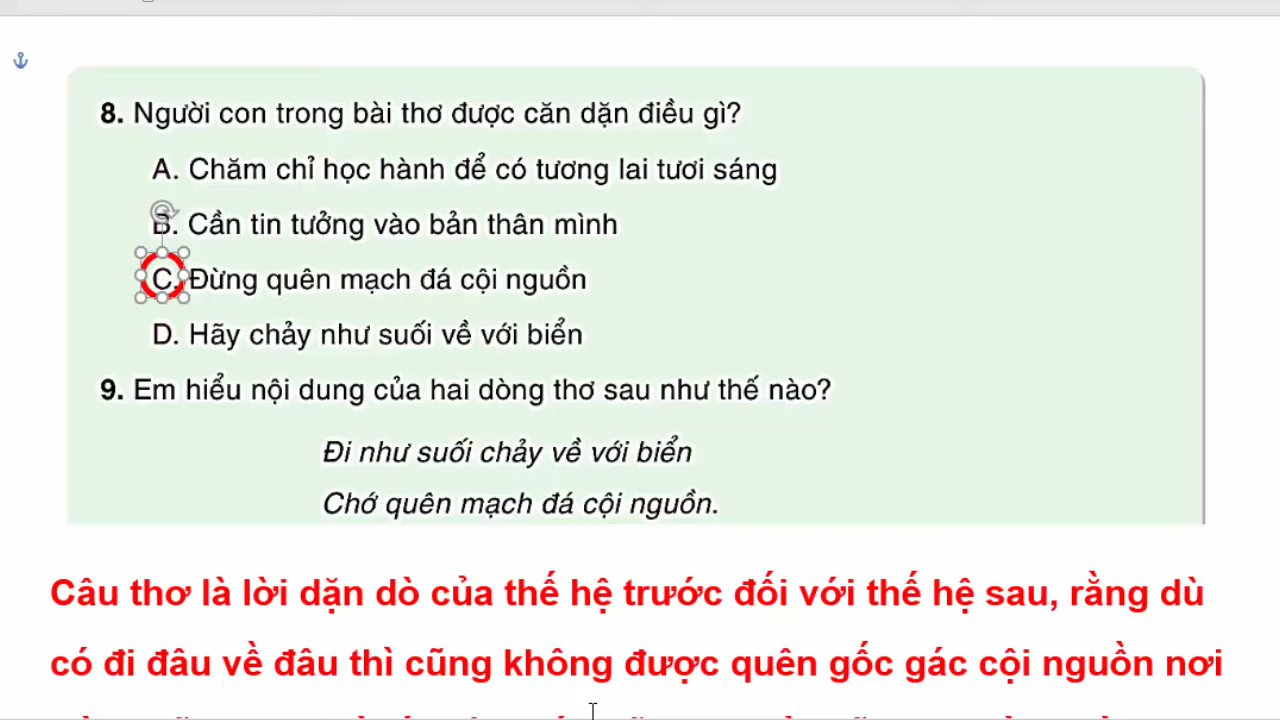 8. Người con trong bài thơ được căn dặn điều gì?
A. Chăm chỉ học hành để có tương lai tươi sáng
B. Cần tin tưởng vào bản thân mình
C. Đừng quên mạch đá cội nguồn
D. Hãy chảy như suối về với biển
9. Em hiểu nội dung của hai dòng thơ sau như thế nào?
Đi như suối chảy về với biển
Chớ quên mạch đá cội nguồn.
Câu thơ là lời dặn dò của thế hệ trước đối với thế hệ sau, rằng dù
có đi đâu về đâu thì cũng không được quên gốc gác cội nguồn nơi